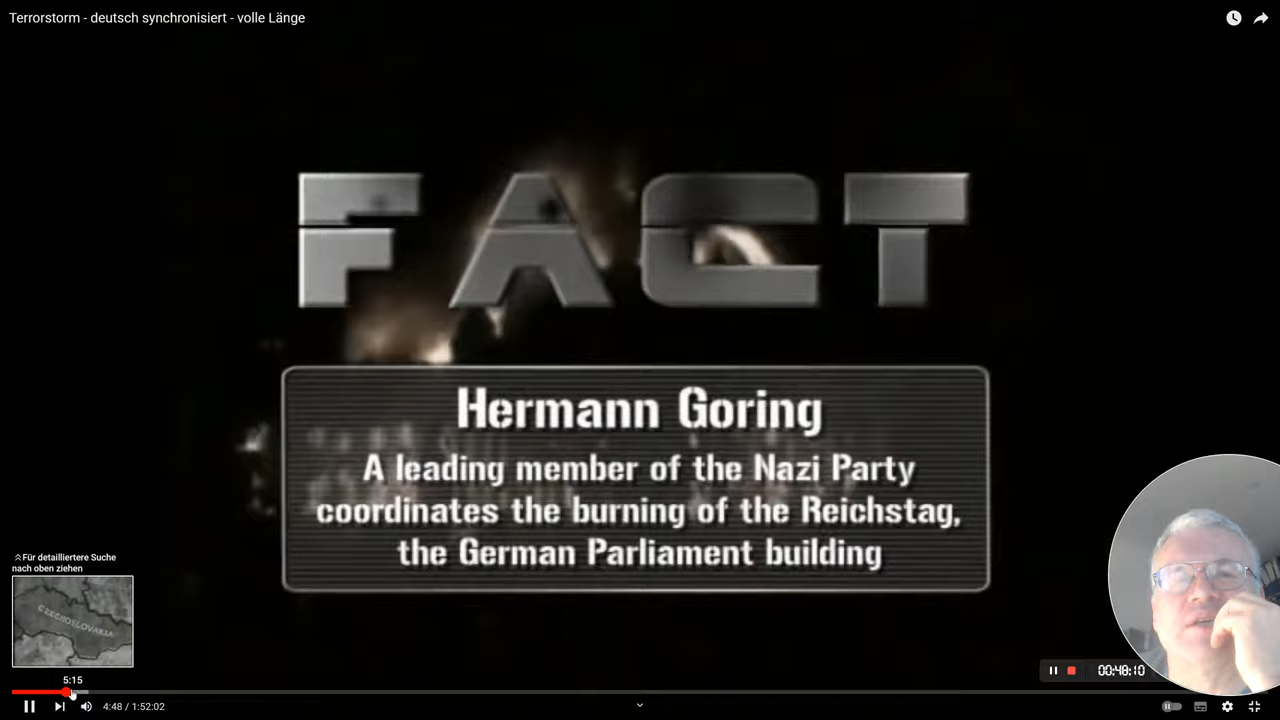 Terrorstorm - deutsch synchronisiert - volle Länge
FACT
Hermann Goring
A leading member of the Nazi Party
coordinates the burning of the Reichstag,
the German Parliament building
Für detailliertere Suche
nach oben ziehen
CZECHOSLOVAKIA
5:15
00:48:10
4:48 / 1:52:02